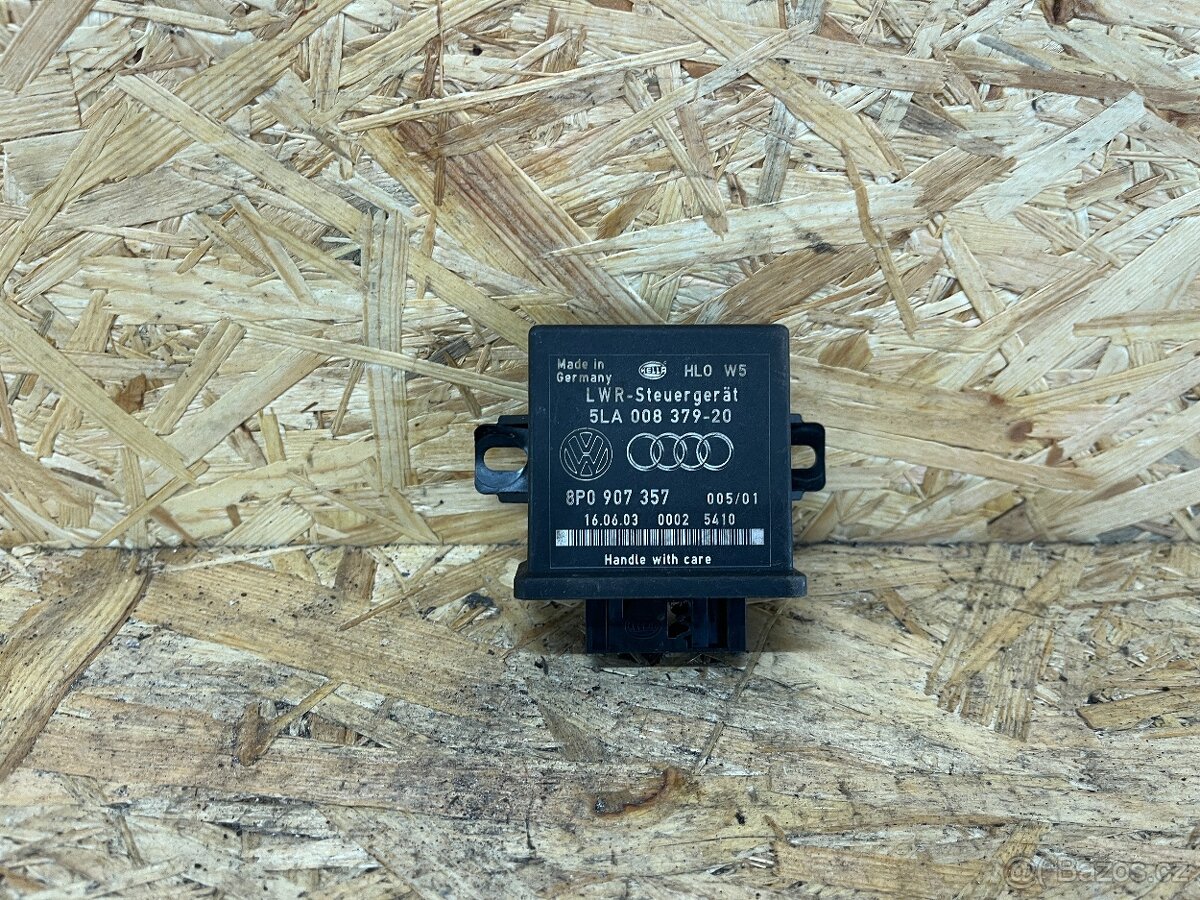 Made in
Germany
HELLA
HL0 W5
LWR-Steuergerät
5LA 008 379-20
8P0 907 357 005/01
16.06.03 0002 5410
Handle with care
Bazos.cz